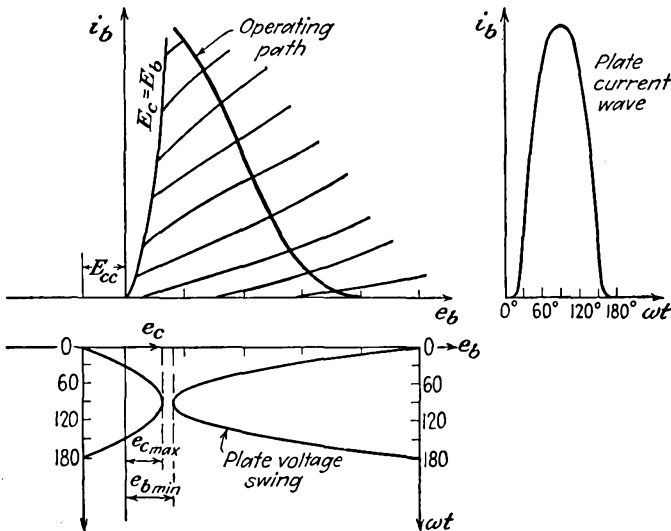 i_b
Operating
path
E_c = E_b
E_cc
e_b
i_b
Plate
current
wave
0° 60° 120° 180° ωt
e_c
0
60
120
180
0 e_b
60
120
180
e_c max
e_b min
Plate voltage
swing
ωt